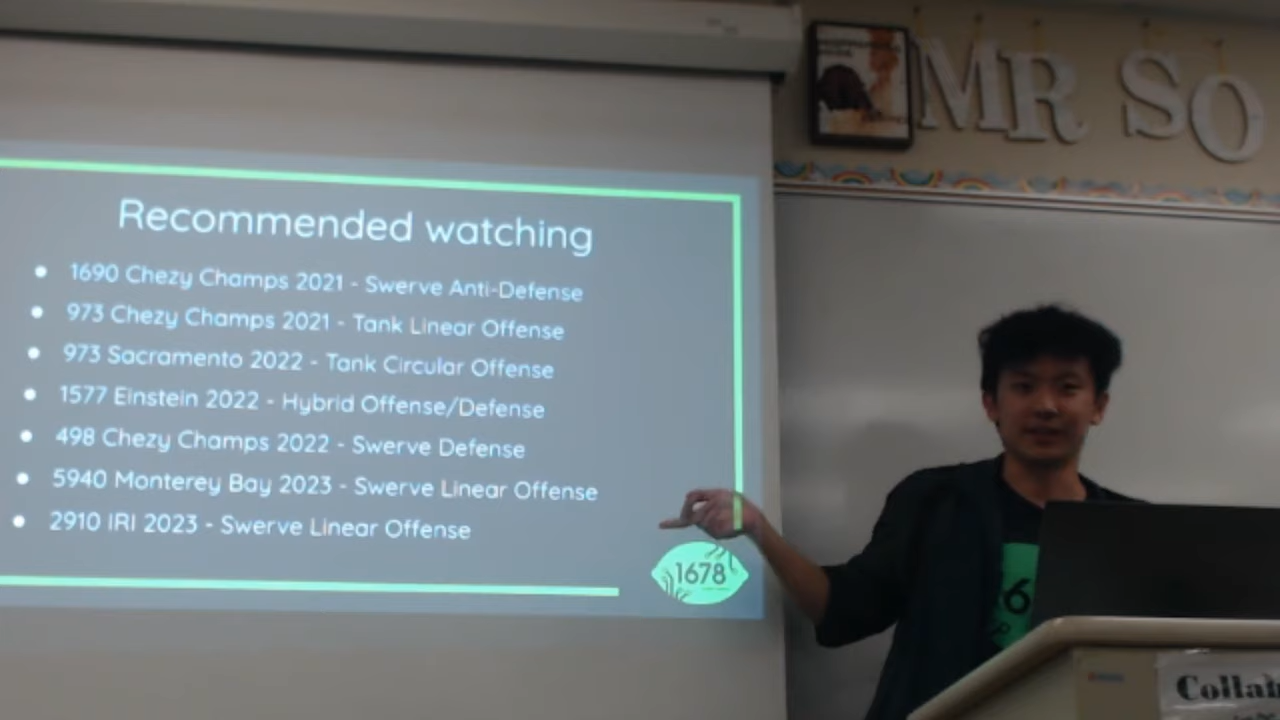 MR SO
Recommended watching
1690 Chezy Champs 2021 - Swerve Anti-Defense
973 Chezy Champs 2021 - Tank Linear Offense
973 Sacramento 2022 - Tank Circular Offense
1577 Einstein 2022 - Hybrid Offense/Defense
498 Chezy Champs 2022 - Swerve Defense
5940 Monterey Bay 2023 - Swerve Linear Offense
2910 IRI 2023 - Swerve Linear Offense
1678
6
Collab